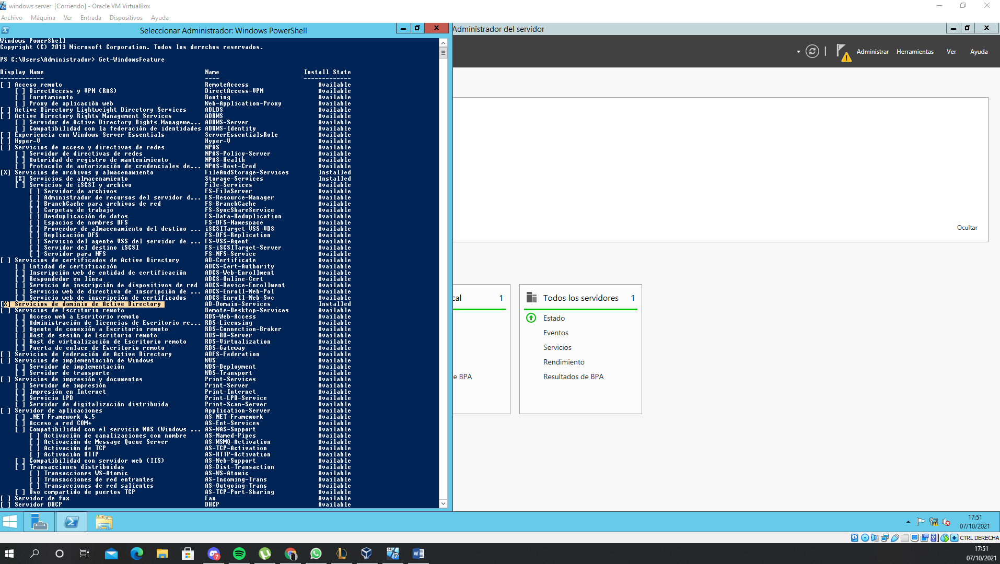 windows server [Corriendo] - Oracle VM VirtualBox
Archivo Máquina Ver Entrada Dispositivos Ayuda
Seleccionar Administrador: Windows PowerShell
Administrador del servidor
Windows PowerShell
Copyright (C) 2013 Microsoft Corporation. Todos los derechos reservados.
PS C:\Users\Administrador> Get-WindowsFeature
Display Name Name Install State
------------ ---- -------------
[ ] Acceso remoto RemoteAccess Available
[ ] DirectAccess y VPN (RAS) DirectAccess-VPN Available
[ ] Enrutamiento Routing Available
[ ] Proxy de aplicación web Web-Application-Proxy Available
[ ] Active Directory Lightweight Directory Services ADLDS Available
[ ] Active Directory Rights Management Services ADRMS Available
[ ] Servidor de Active Directory Rights Manageme... ADRMS-Server Available
[ ] Compatibilidad con la federación de identidades ADRMS-Identity Available
[ ] Experiencia con Windows Server Essentials ServerEssentialsRole Available
[ ] Hyper-V Hyper-V Available
[ ] Servicios de acceso y directivas de redes NPAS Available
[ ] Servidor de directivas de redes NPAS-Policy-Server Available
[ ] Autoridad de registro de mantenimiento NPAS-Health Available
[ ] Protocolo de autorización de credenciales de... NPAS-Host-Cred Available
[X] Servicios de archivos y almacenamiento FileAndStorage-Services Installed
[X] Servicios de almacenamiento Storage-Services Installed
[ ] Servicios de iSCSI y archivo File-Services Available
[ ] Servidor de archivos FS-FileServer Available
[ ] Administrador de recursos del servidor d... FS-Resource-Manager Available
[ ] BranchCache para archivos de red FS-BranchCache Available
[ ] Carpetas de trabajo FS-SyncShareService Available
[ ] Desduplicación de datos FS-Data-Deduplication Available
[ ] Espacios de nombres DFS FS-DFS-Namespace Available
[ ] Proveedor de almacenamiento del destino ... iSCSITarget-VSS-VDS Available
[ ] Replicación DFS FS-DFS-Replication Available
[ ] Servicio del agente VSS del servidor de ... FS-VSS-Agent Available
[ ] Servidor del destino iSCSI FS-iSCSITarget-Server Available
[ ] Servidor para NFS FS-NFS-Service Available
[ ] Servicios de certificados de Active Directory AD-Certificate Available
[ ] Entidad de certificación ADCS-Cert-Authority Available
[ ] Inscripción web de entidad de certificación ADCS-Web-Enrollment Available
[ ] Respondedor en línea ADCS-Online-Cert Available
[ ] Servicio de inscripción de dispositivos de red ADCS-Device-Enrollment Available
[ ] Servicio web de directiva de inscripción de ... ADCS-Enroll-Web-Pol Available
[ ] Servicio web de inscripción de certificados ADCS-Enroll-Web-Svc Available
[X] Servicios de dominio de Active Directory AD-Domain-Services Installed
[ ] Servicios de Escritorio remoto Remote-Desktop-Services Available
[ ] Acceso web a Escritorio remoto RDS-Web-Access Available
[ ] Administración de licencias de Escritorio re... RDS-Licensing Available
[ ] Agente de conexión a Escritorio remoto RDS-Connection-Broker Available
[ ] Host de sesión de Escritorio remoto RDS-RD-Server Available
[ ] Host de virtualización de Escritorio remoto RDS-Virtualization Available
[ ] Puerta de enlace de Escritorio remoto RDS-Gateway Available
[ ] Servicios de federación de Active Directory ADFS-Federation Available
[ ] Servicios de implementación de Windows WDS Available
[ ] Servidor de implementación WDS-Deployment Available
[ ] Servidor de transporte WDS-Transport Available
[ ] Servicios de impresión y documentos Print-Services Available
[ ] Servidor de impresión Print-Server Available
[ ] Impresión en Internet Print-Internet Available
[ ] Servicio LPD Print-LPD-Service Available
[ ] Servidor de digitalización distribuida Print-Scan-Server Available
[ ] Servidor de aplicaciones Application-Server Available
[ ] .NET Framework 4.5 AS-NET-Framework Available
[ ] Acceso a red COM+ AS-Ent-Services Available
[ ] Compatibilidad con el servicio WAS (Windows ... AS-WAS-Support Available
[ ] Activación de canalizaciones con nombre AS-Named-Pipes Available
[ ] Activación de Message Queue Server AS-MSMQ-Activation Available
[ ] Activación de TCP AS-TCP-Activation Available
[ ] Activación HTTP AS-HTTP-Activation Available
[ ] Compatibilidad con servidor web (IIS) AS-Web-Support Available
[ ] Transacciones distribuidas AS-Dist-Transaction Available
[ ] Transacciones WS-Atomic AS-WS-Atomic Available
[ ] Transacciones de red entrantes AS-Incoming-Trans Available
[ ] Transacciones de red salientes AS-Outgoing-Trans Available
[ ] Uso compartido de puertos TCP AS-TCP-Port-Sharing Available
[ ] Servidor de fax Fax Available
[ ] Servidor DHCP DHCP Available
Administrar Herramientas Ver Ayuda
Ocultar
cal 1
e BPA
Todos los servidores 1
Estado
Eventos
Servicios
Rendimiento
Resultados de BPA
17:51
07/10/2021
CTRL DERECHA
7
17:51
07/10/2021